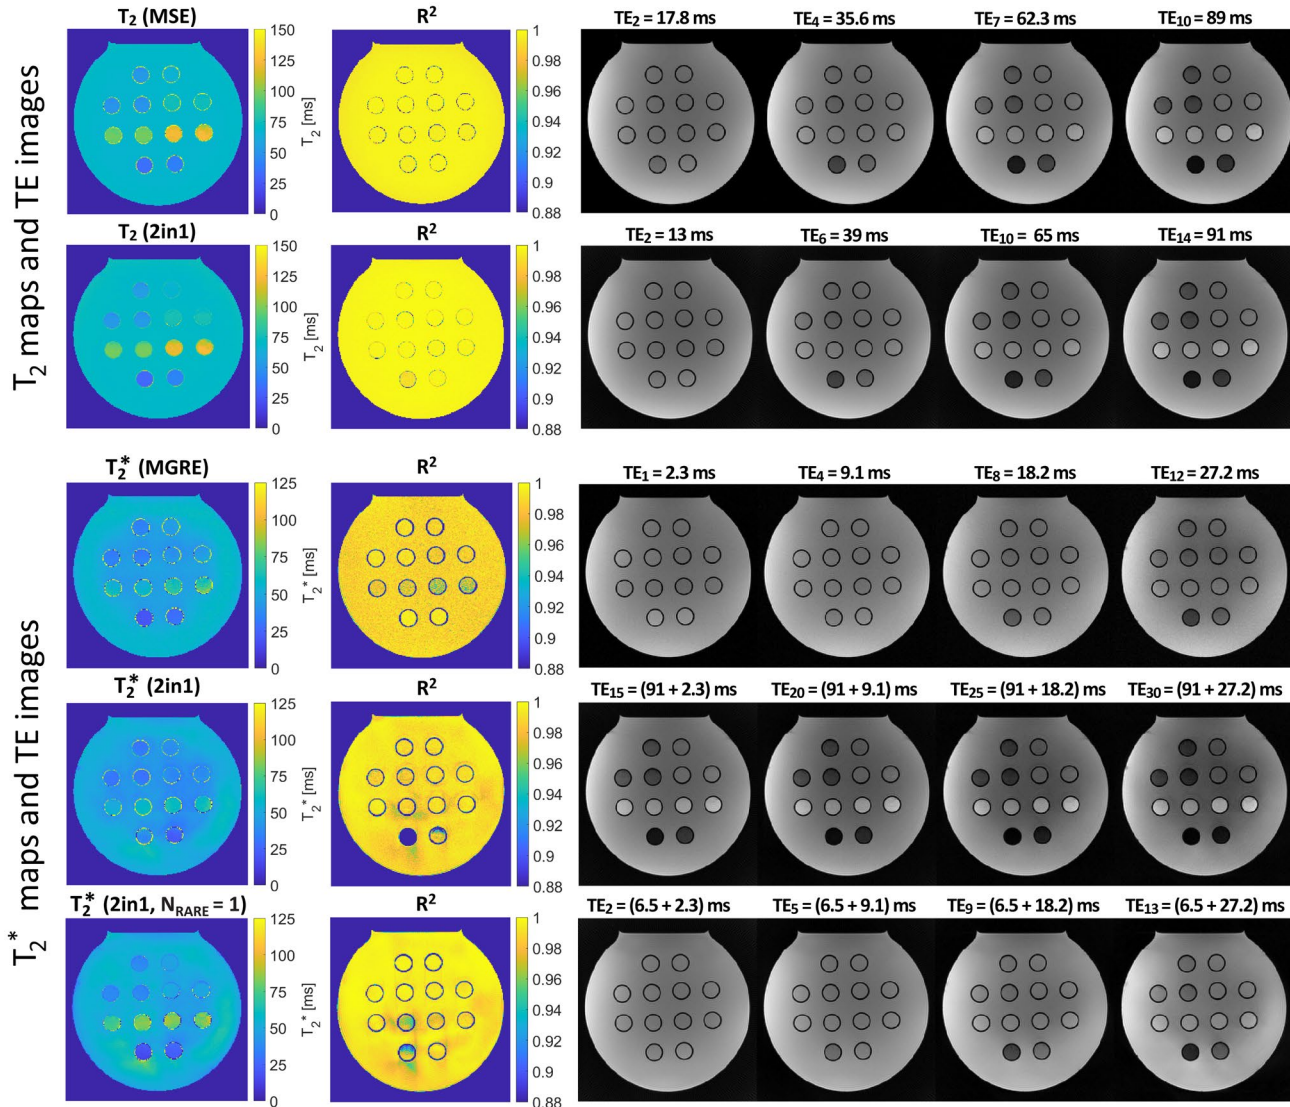 T₂ maps and TE images
T₂ (MSE)
R²
TE₂ = 17.8 ms
TE₄ = 35.6 ms
TE₇ = 62.3 ms
TE₁₀ = 89 ms
150
125
100
75
50
25
0
T₂ [ms]
1
0.98
0.96
0.94
0.92
0.9
0.88
T₂ (2in1)
R²
TE₂ = 13 ms
TE₆ = 39 ms
TE₁₀ = 65 ms
TE₁₄ = 91 ms
150
125
100
75
50
25
0
T₂ [ms]
1
0.98
0.96
0.94
0.92
0.9
0.88
T₂* maps and TE images
T₂* (MGRE)
R²
TE₁ = 2.3 ms
TE₄ = 9.1 ms
TE₈ = 18.2 ms
TE₁₂ = 27.2 ms
125
100
75
50
25
0
T₂* [ms]
1
0.98
0.96
0.94
0.92
0.9
0.88
T₂* (2in1)
R²
TE₁₅ = (91 + 2.3) ms
TE₂₀ = (91 + 9.1) ms
TE₂₅ = (91 + 18.2) ms
TE₃₀ = (91 + 27.2) ms
125
100
75
50
25
0
T₂* [ms]
1
0.98
0.96
0.94
0.92
0.9
0.88
T₂* (2in1, N_RARE = 1)
R²
TE₂ = (6.5 + 2.3) ms
TE₅ = (6.5 + 9.1) ms
TE₉ = (6.5 + 18.2) ms
TE₁₃ = (6.5 + 27.2) ms
125
100
75
50
25
0
T₂* [ms]
1
0.98
0.96
0.94
0.92
0.9
0.88